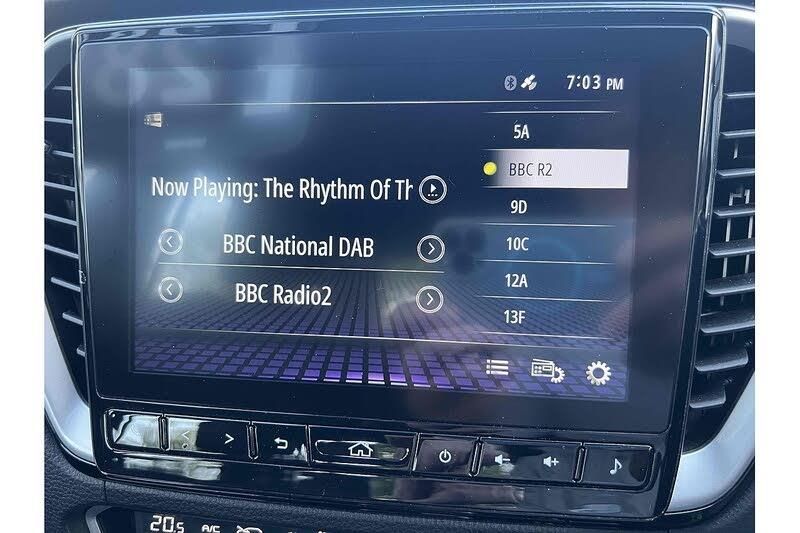 7:03 PM
5A
BBC R2
Now Playing: The Rhythm Of Th
9D
BBC National DAB
10C
12A
BBC Radio2
13F
20.5 A/C